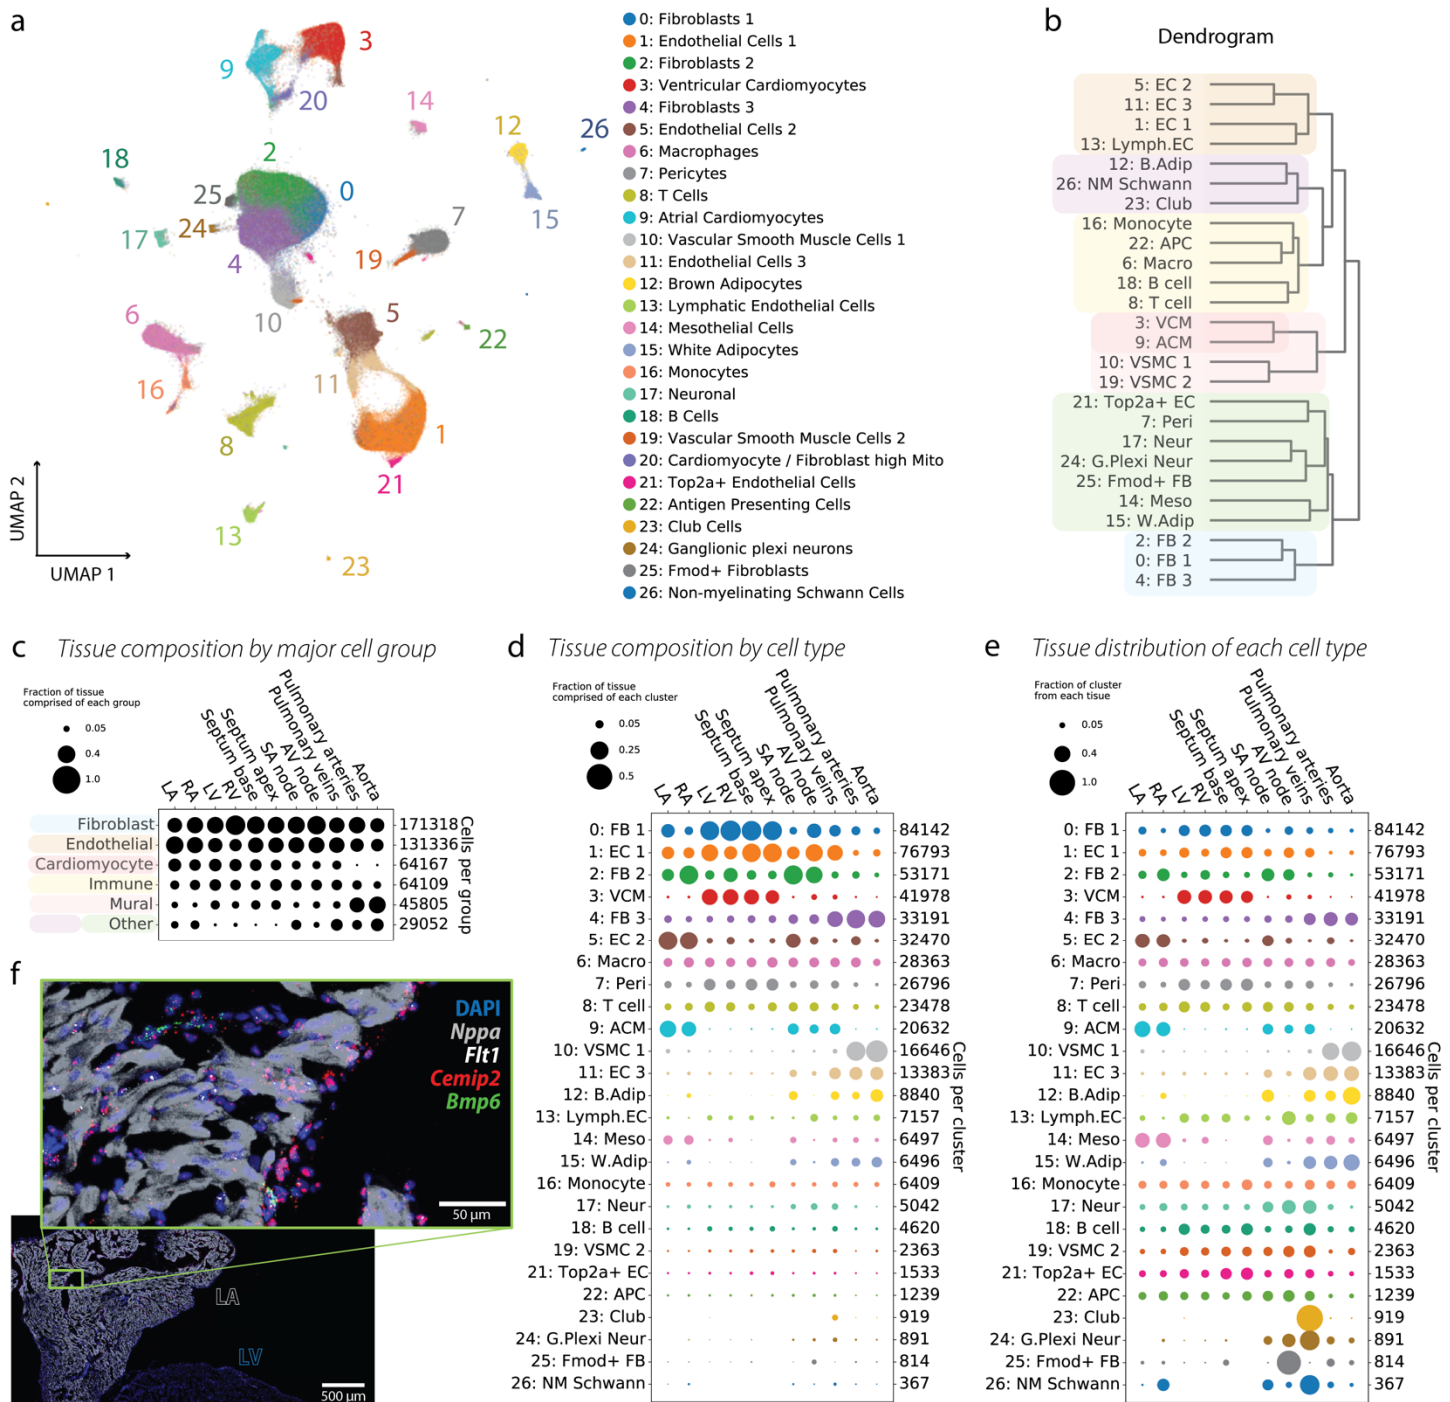 a
9
3
20
14
12
26
18
2
0
25
24
17
4
7
19
15
10
6
5
22
16
11
8
1
21
13
23
UMAP 2
UMAP 1
0: Fibroblasts 1
1: Endothelial Cells 1
2: Fibroblasts 2
3: Ventricular Cardiomyocytes
4: Fibroblasts 3
5: Endothelial Cells 2
6: Macrophages
7: Pericytes
8: T Cells
9: Atrial Cardiomyocytes
10: Vascular Smooth Muscle Cells 1
11: Endothelial Cells 3
12: Brown Adipocytes
13: Lymphatic Endothelial Cells
14: Mesothelial Cells
15: White Adipocytes
16: Monocytes
17: Neuronal
18: B Cells
19: Vascular Smooth Muscle Cells 2
20: Cardiomyocyte / Fibroblast high Mito
21: Top2a+ Endothelial Cells
22: Antigen Presenting Cells
23: Club Cells
24: Ganglionic plexi neurons
25: Fmod+ Fibroblasts
26: Non-myelinating Schwann Cells
b
Dendrogram
5: EC 2
11: EC 3
1: EC 1
13: Lymph.EC
12: B.Adip
26: NM Schwann
23: Club
16: Monocyte
22: APC
6: Macro
18: B cell
8: T cell
3: VCM
9: ACM
10: VSMC 1
19: VSMC 2
21: Top2a+ EC
7: Peri
17: Neur
24: G.Plexi Neur
25: Fmod+ FB
14: Meso
15: W.Adip
2: FB 2
0: FB 1
4: FB 3
c Tissue composition by major cell group
Fraction of tissue
comprised of each group
0.05
0.4
1.0
LA
RA
LV
RV
Septum base
Septum apex
SA node
AV node
Pulmonary veins
Pulmonary arteries
Aorta
Fibroblast 171318
Endothelial 131336
Cardiomyocyte 64167
Immune 64109
Mural 45805
Other 29052
Cells per group
d Tissue composition by cell type
Fraction of tissue
comprised of each cluster
0.05
0.25
0.5
LA
RA
LV
RV
Septum base
Septum apex
SA node
AV node
Pulmonary veins
Pulmonary arteries
Aorta
0: FB 1 84142
1: EC 1 76793
2: FB 2 53171
3: VCM 41978
4: FB 3 33191
5: EC 2 32470
6: Macro 28363
7: Peri 26796
8: T cell 23478
9: ACM 20632
10: VSMC 1 16646
11: EC 3 13383
12: B.Adip 8840
13: Lymph.EC 7157
14: Meso 6497
15: W.Adip 6496
16: Monocyte 6409
17: Neur 5042
18: B cell 4620
19: VSMC 2 2363
21: Top2a+ EC 1533
22: APC 1239
23: Club 919
24: G.Plexi Neur 891
25: Fmod+ FB 814
26: NM Schwann 367
Cells per cluster
e Tissue distribution of each cell type
Fraction of cluster
from each tissue
0.05
0.4
1.0
LA
RA
LV
RV
Septum base
Septum apex
SA node
AV node
Pulmonary veins
Pulmonary arteries
Aorta
0: FB 1 84142
1: EC 1 76793
2: FB 2 53171
3: VCM 41978
4: FB 3 33191
5: EC 2 32470
6: Macro 28363
7: Peri 26796
8: T cell 23478
9: ACM 20632
10: VSMC 1 16646
11: EC 3 13383
12: B.Adip 8840
13: Lymph.EC 7157
14: Meso 6497
15: W.Adip 6496
16: Monocyte 6409
17: Neur 5042
18: B cell 4620
19: VSMC 2 2363
21: Top2a+ EC 1533
22: APC 1239
23: Club 919
24: G.Plexi Neur 891
25: Fmod+ FB 814
26: NM Schwann 367
Cells per cluster
f
DAPI
Nppa
Flt1
Cemip2
Bmp6
50 µm
LA
LV
500 µm